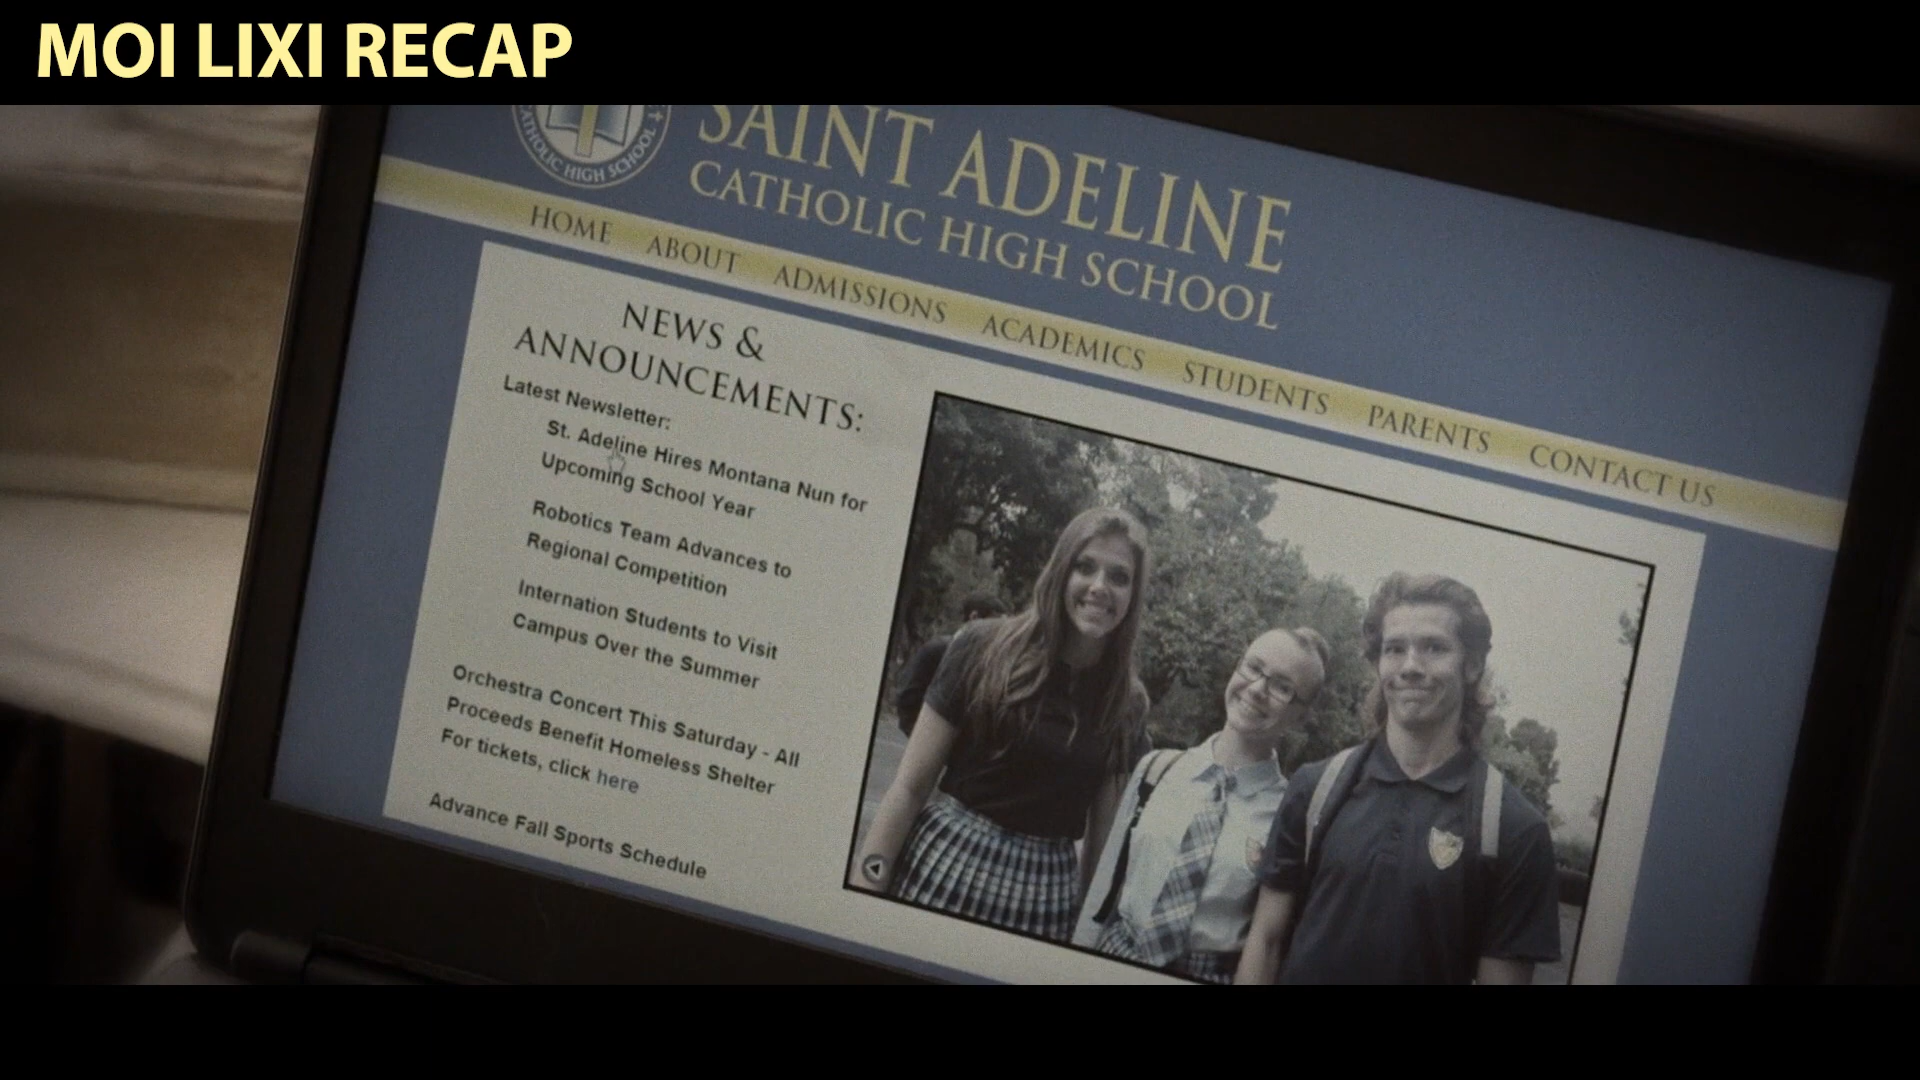 MOI LIXI RECAP
CATHOLIC HIGH SCHOOL
SAINT ADELINE
CATHOLIC HIGH SCHOOL
HOME ABOUT ADMISSIONS ACADEMICS STUDENTS PARENTS CONTACT US
NEWS &
ANNOUNCEMENTS:
Latest Newsletter:
St. Adeline Hires Montana Nun for
Upcoming School Year
Robotics Team Advances to
Regional Competition
Internation Students to Visit
Campus Over the Summer
Orchestra Concert This Saturday - All
Proceeds Benefit Homeless Shelter
For tickets, click here
Advance Fall Sports Schedule